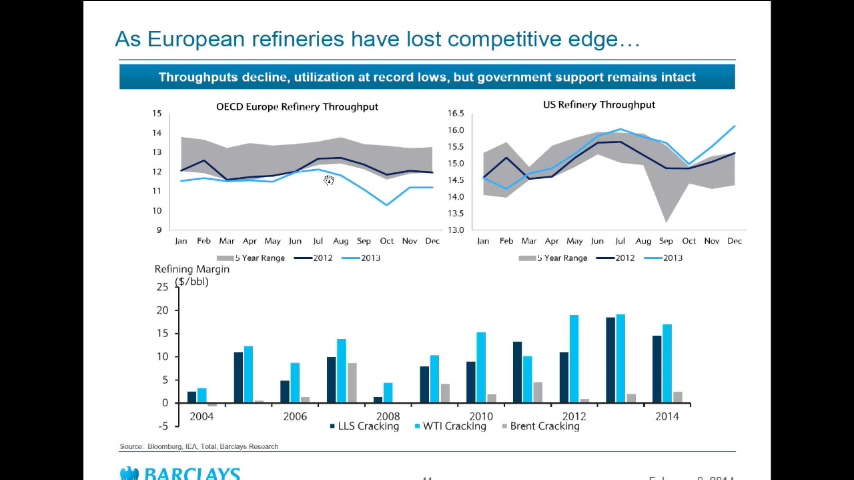 As European refineries have lost competitive edge…
Throughputs decline, utilization at record lows, but government support remains intact
OECD Europe Refinery Throughput
15
14
13
12
11
10
9
Jan Feb Mar Apr May Jun Jul Aug Sep Oct Nov Dec
5 Year Range 2012 2013
US Refinery Throughput
16.5
16.0
15.5
15.0
14.5
14.0
13.5
13.0
Jan Feb Mar Apr May Jun Jul Aug Sep Oct Nov Dec
5 Year Range 2012 2013
Refining Margin
($/bbl)
25
20
15
10
5
0
-5
2004 2006 2008 2010 2012 2014
LLS Cracking WTI Cracking Brent Cracking
Source: Bloomberg, IEA, Total, Barclays Research
BARCLAYS